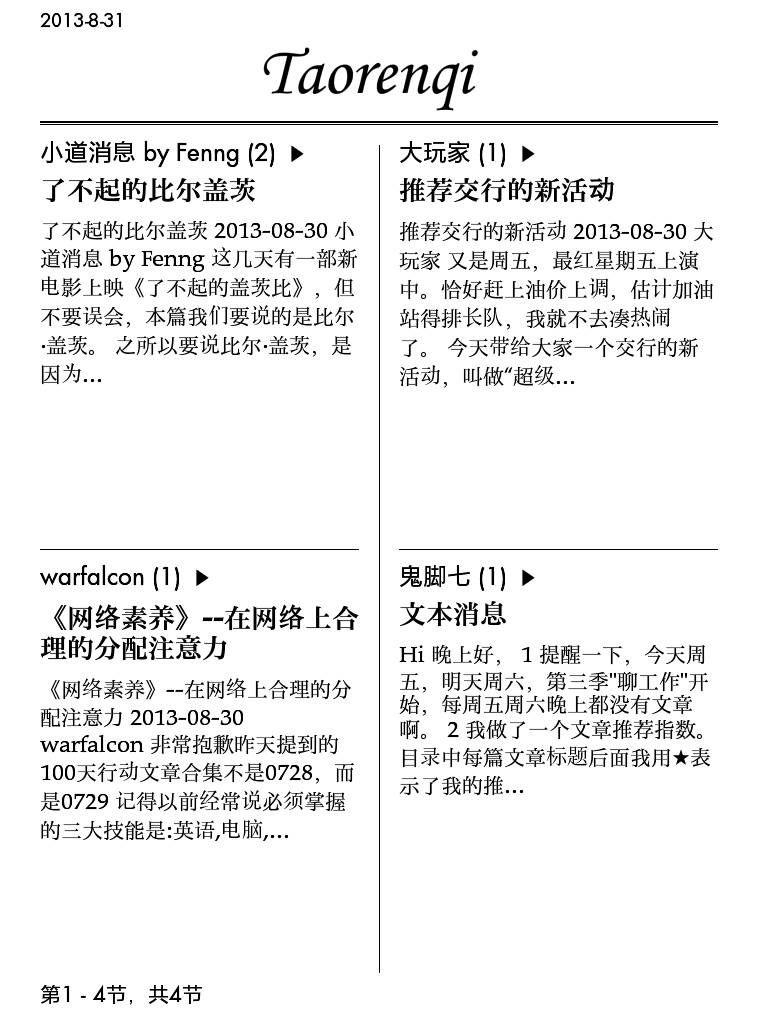 2013-8-31
Taorenqi
小道消息 by Fenng (2) ▶
了不起的比尔盖茨
了不起的比尔盖茨 2013-08-30 小
道消息 by Fenng 这几天有一部新
电影上映《了不起的盖茨比》，但
不要误会，本篇我们要说的是比尔
·盖茨。 之所以要说比尔·盖茨，是
因为...
大玩家 (1) ▶
推荐交行的新活动
推荐交行的新活动 2013-08-30 大
玩家 又是周五，最红星期五上演
中。恰好赶上油价上调，估计加油
站得排长队，我就不去凑热闹
了。 今天带给大家一个交行的新
活动，叫做“超级...
warfalcon (1) ▶
《网络素养》--在网络上合
理的分配注意力
《网络素养》--在网络上合理的分
配注意力 2013-08-30
warfalcon 非常抱歉昨天提到的
100天行动文章合集不是0728，而
是0729 记得以前经常说必须掌握
的三大技能是:英语,电脑,...
鬼脚七 (1) ▶
文本消息
Hi 晚上好， 1 提醒一下，今天周
五，明天周六，第三季"聊工作"开
始，每周五周六晚上都没有文章
啊。 2 我做了一个文章推荐指数。
目录中每篇文章标题后面我用★表
示了我的推...
第1 - 4节，共4节